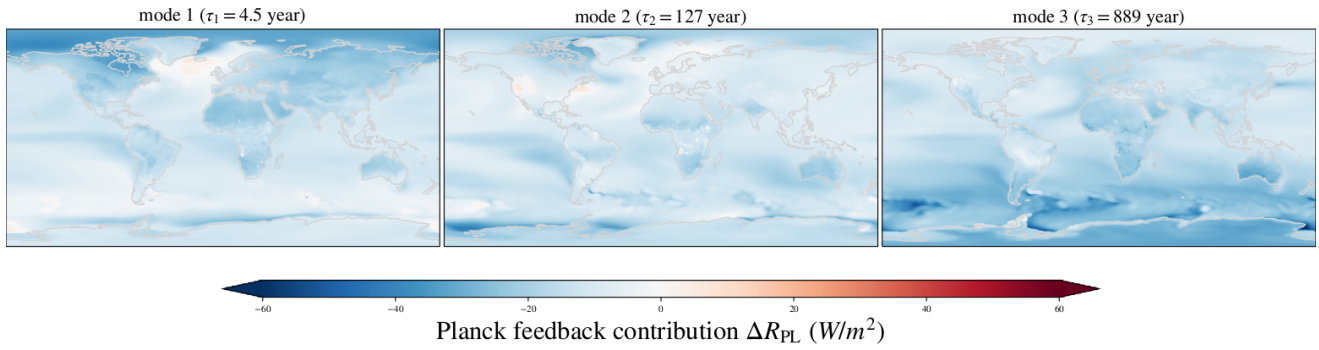 mode 1 (τ₁ = 4.5 year)
mode 2 (τ₂ = 127 year)
mode 3 (τ₃ = 889 year)
−60 −40 −20 0 20 40 60
Planck feedback contribution ΔR_PL (W/m²)